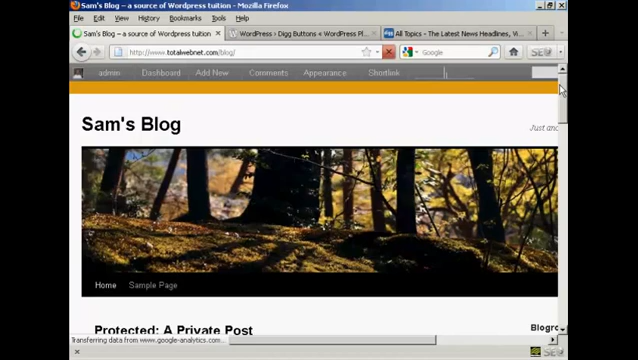 Sam's Blog – a source of Wordpress tuition - Mozilla Firefox
File Edit View History Bookmarks Tools Help
Sam's Blog – a source of Wordpress tuition WordPress › Digg Buttons « WordPress Pl... All Topics - The Latest News Headlines, Vi...
http://www.totalwebnet.com/blog/ Google SEO
admin Dashboard Add New Comments Appearance Shortlink
Sam's Blog
Just ano
Home Sample Page
Protected: A Private Post
Blogro
Transferring data from www.google-analytics.com...